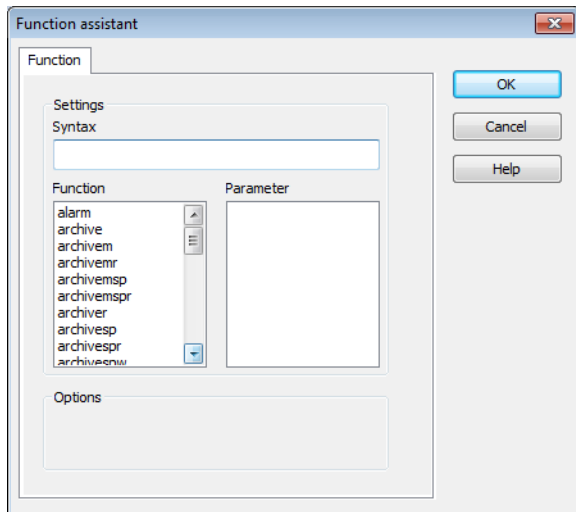 Function assistant
Function
OK
Cancel
Help
Settings
Syntax
Function
Parameter
alarm
archive
archivem
archivemr
archivemsp
archivemspr
archiver
archivesp
archivespr
archivespw
Options